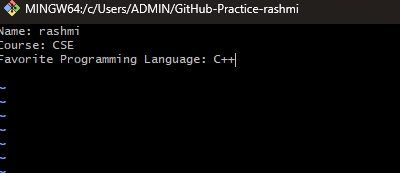 MINGW64:/c/Users/ADMIN/GitHub-Practice-rashmi
Name: rashmi
Course: CSE
Favorite Programming Language: C++
~
~
~
~
~
~